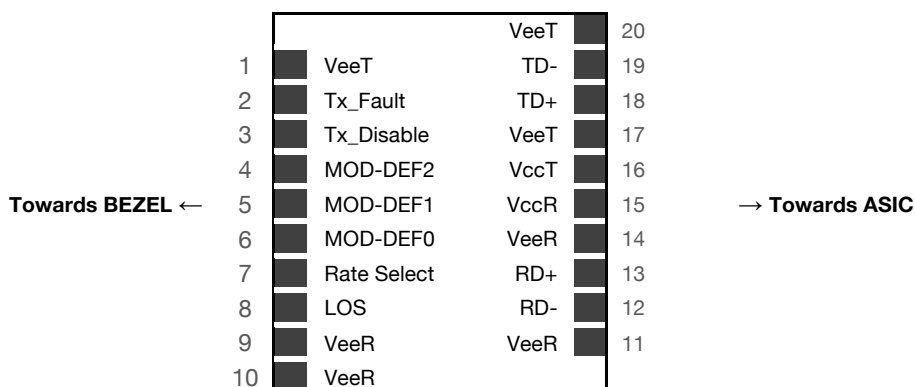 VeeT 20
1 VeeT TD- 19
2 Tx_Fault TD+ 18
3 Tx_Disable VeeT 17
4 MOD-DEF2 VccT 16
Towards BEZEL ← 5 MOD-DEF1 VccR 15 → Towards ASIC
6 MOD-DEF0 VeeR 14
7 Rate Select RD+ 13
8 LOS RD- 12
9 VeeR VeeR 11
10 VeeR